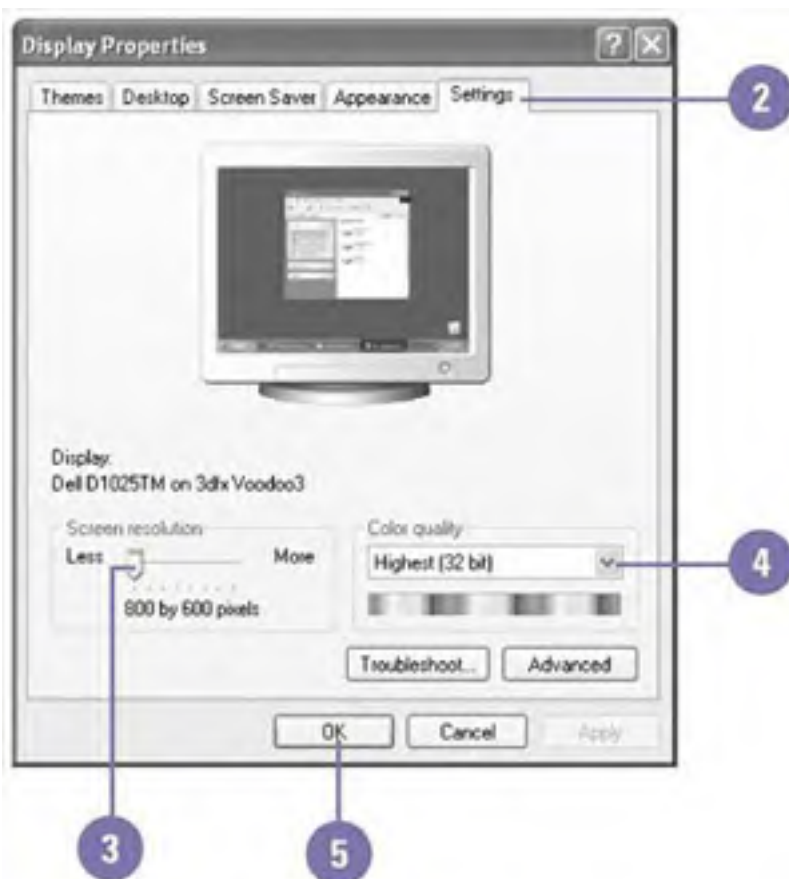 Display Properties
Themes Desktop Screen Saver Appearance Settings
2
Display:
Dell D1025TM on 3dfx Voodoo3
Screen resolution
Less More
800 by 600 pixels
Color quality
Highest (32 bit)
4
Troubleshoot... Advanced
OK Cancel Apply
3
5